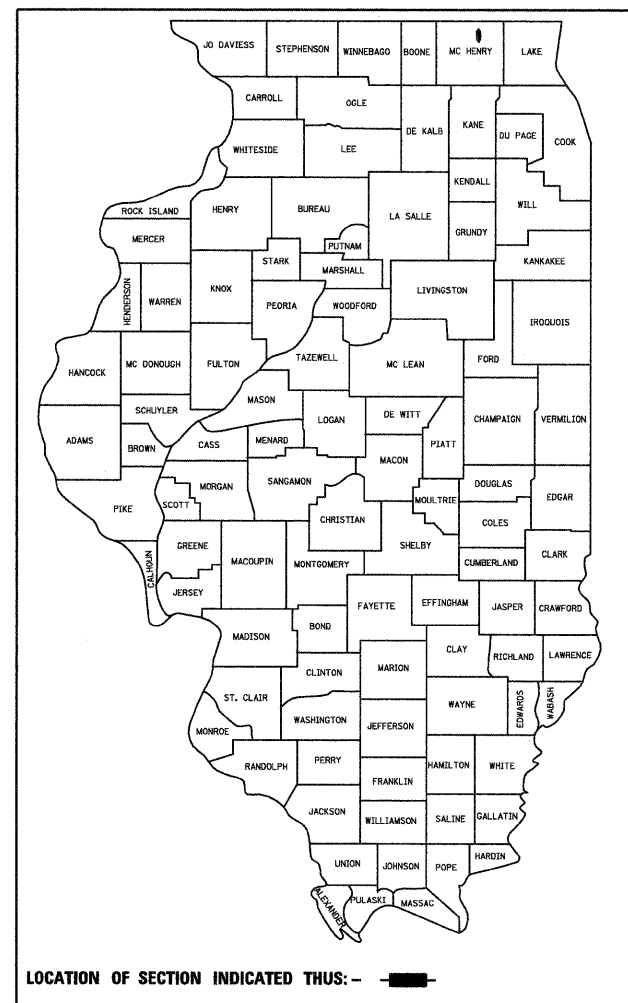 JO DAVIESS
STEPHENSON
WINNEBAGO
BOONE
MC HENRY
LAKE
CARROLL
OGLE
DE KALB
KANE
DU PAGE
COOK
WHITESIDE
LEE
KENDALL
WILL
ROCK ISLAND
HENRY
BUREAU
LA SALLE
GRUNDY
MERCER
PUTNAM
STARK
MARSHALL
KANKAKEE
HENDERSON
WARREN
KNOX
PEORIA
WOODFORD
LIVINGSTON
IROQUOIS
HANCOCK
MC DONOUGH
FULTON
TAZEWELL
MC LEAN
FORD
MASON
SCHUYLER
LOGAN
DE WITT
CHAMPAIGN
VERMILION
ADAMS
BROWN
CASS
MENARD
MACON
PIATT
MORGAN
SANGAMON
DOUGLAS
EDGAR
PIKE
SCOTT
CHRISTIAN
MOULTRIE
COLES
GREENE
MACOUPIN
MONTGOMERY
SHELBY
CUMBERLAND
CLARK
CALHOUN
JERSEY
FAYETTE
EFFINGHAM
JASPER
CRAWFORD
MADISON
BOND
CLAY
RICHLAND
LAWRENCE
CLINTON
MARION
ST. CLAIR
WAYNE
EDWARDS
WABASH
WASHINGTON
JEFFERSON
MONROE
RANDOLPH
PERRY
HAMILTON
WHITE
FRANKLIN
JACKSON
WILLIAMSON
SALINE
GALLATIN
UNION
JOHNSON
POPE
HARDIN
ALEXANDER
PULASKI
MASSAC
LOCATION OF SECTION INDICATED THUS: -